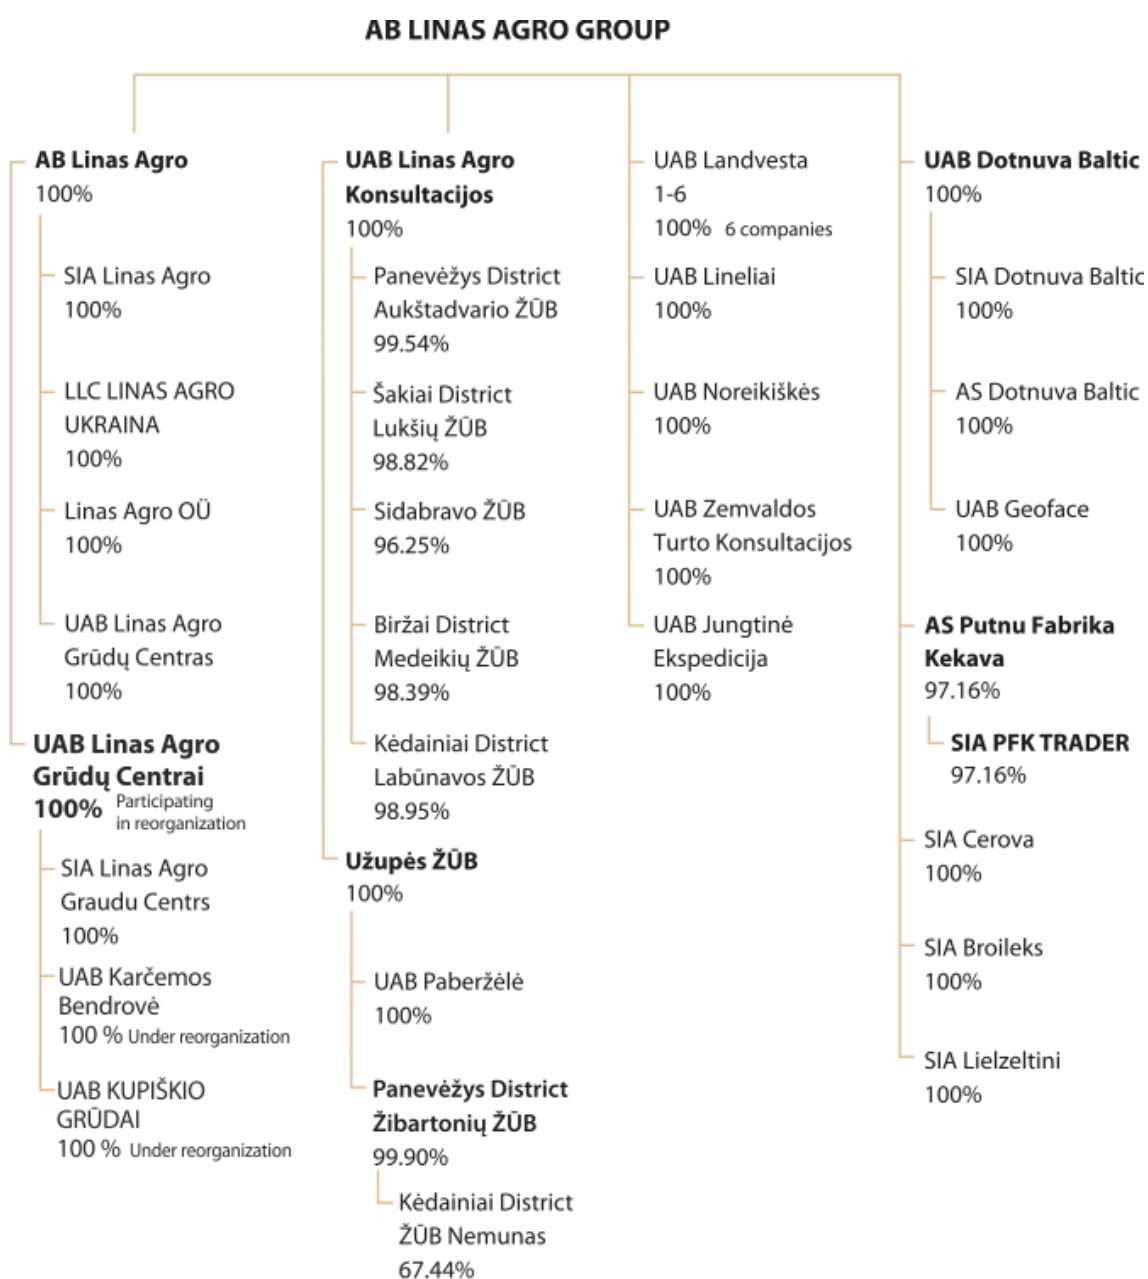 AB LINAS AGRO GROUP
AB Linas Agro
100%
SIA Linas Agro
100%
LLC LINAS AGRO
UKRAINA
100%
Linas Agro OÜ
100%
UAB Linas Agro
Grūdų Centras
100%
UAB Linas Agro
Grūdų Centrai
100% Participating
in reorganization
SIA Linas Agro
Graudu Centrs
100%
UAB Karčemos
Bendrovė
100 % Under reorganization
UAB KUPIŠKIO
GRŪDAI
100 % Under reorganization
UAB Linas Agro
Konsultacijos
100%
Panevėžys District
Aukštadvario ŽŪB
99.54%
Šakiai District
Lukšių ŽŪB
98.82%
Sidabravo ŽŪB
96.25%
Biržai District
Medeikių ŽŪB
98.39%
Kėdainiai District
Labūnavos ŽŪB
98.95%
Užupės ŽŪB
100%
UAB Paberžėlė
100%
Panevėžys District
Žibartonių ŽŪB
99.90%
Kėdainiai District
ŽŪB Nemunas
67.44%
UAB Landvesta
1-6
100% 6 companies
UAB Lineliai
100%
UAB Noreikiškės
100%
UAB Zemvaldos
Turto Konsultacijos
100%
UAB Jungtinė
Ekspedicija
100%
UAB Dotnuva Baltic
100%
SIA Dotnuva Baltic
100%
AS Dotnuva Baltic
100%
UAB Geoface
100%
AS Putnu Fabrika
Kekava
97.16%
SIA PFK TRADER
97.16%
SIA Cerova
100%
SIA Broileks
100%
SIA Lielzeltini
100%